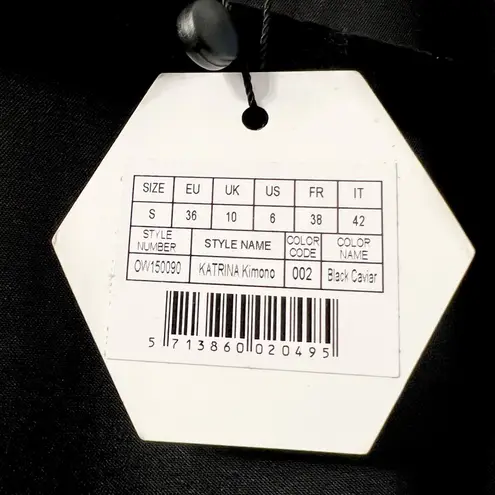 SIZE EU UK US FR IT
S 36 10 6 38 42
STYLE NUMBER STYLE NAME COLOR CODE COLOR NAME
OW150090 KATRINA Kimono 002 Black Caviar
5 713860 020495